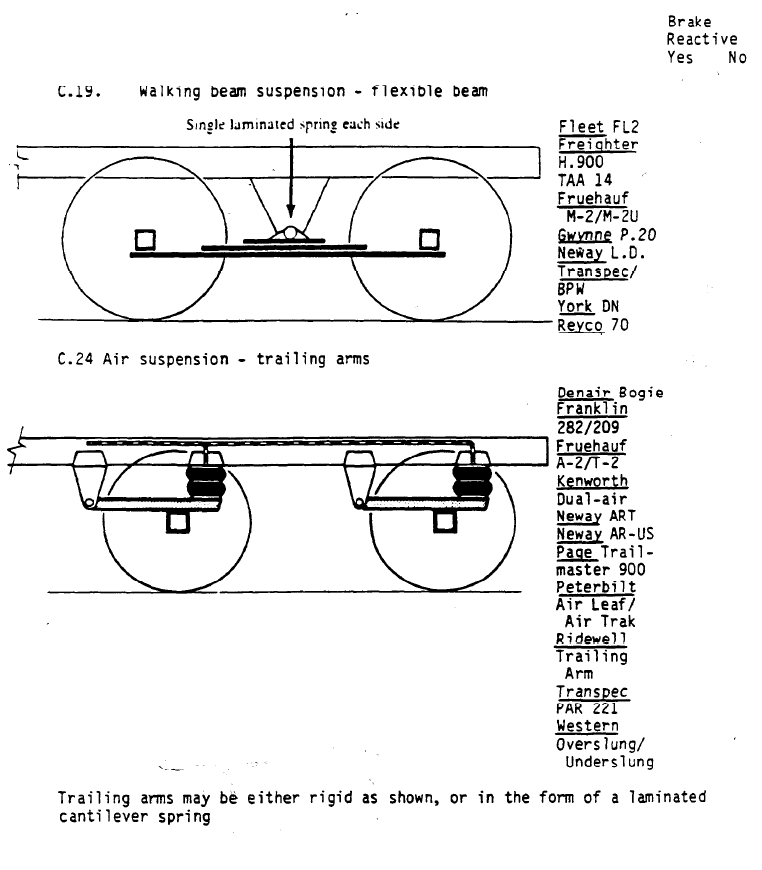 Brake
Reactive
Yes No
C.19. Walking beam suspension - flexible beam
Single laminated spring each side
Fleet FL2
Freighter
H.900
TAA 14
Fruehauf
M-2/M-2U
Gwynne P.20
Neway L.D.
Transpec/
BPW
York DN
Reyco 70
C.24 Air suspension - trailing arms
Denair Bogie
Franklin
282/209
Fruehauf
A-2/T-2
Kenworth
Dual-air
Neway ART
Neway AR-US
Page Trail-
master 900
Peterbilt
Air Leaf/
Air Trak
Ridewell
Trailing
Arm
Transpec
PAR 221
Western
Overslung/
Underslung
Trailing arms may be either rigid as shown, or in the form of a laminated
cantilever spring